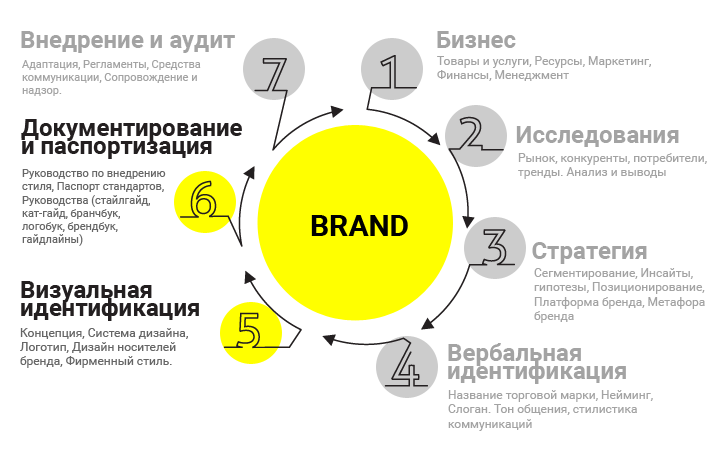 1
Бизнес
Товары и услуги, Ресурсы, Маркетинг,
Финансы, Менеджмент
2
Исследования
Рынок, конкуренты, потребители,
тренды. Анализ и выводы
3
Стратегия
Сегментирование, Инсайты,
гипотезы, Позиционирование,
Платформа бренда, Метафора
бренда
4
Вербальная
идентификация
Название торговой марки, Нейминг,
Слоган. Тон общения, стилистика
коммуникаций
5
Визуальная
идентификация
Концепция, Система дизайна,
Логотип, Дизайн носителей
бренда, Фирменный стиль.
6
Документирование
и паспортизация
Руководство по внедрению
стиля, Паспорт стандартов,
Руководства (стайлгайд,
кат-гайд, бранчбук,
логобук, брендбук,
гайдлайны)
7
Внедрение и аудит
Адаптация, Регламенты, Средства
коммуникации, Сопровождение и
надзор.
BRAND